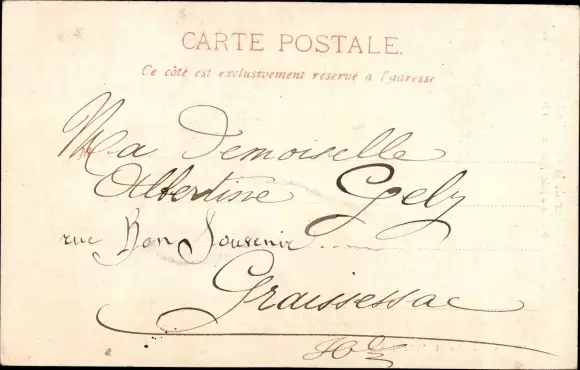 CARTE POSTALE.
Ce côté est exclusivement réservé à l'adresse
Ma Demoiselle
Albertine Gely
rue Bon Souvenir
Graissessac